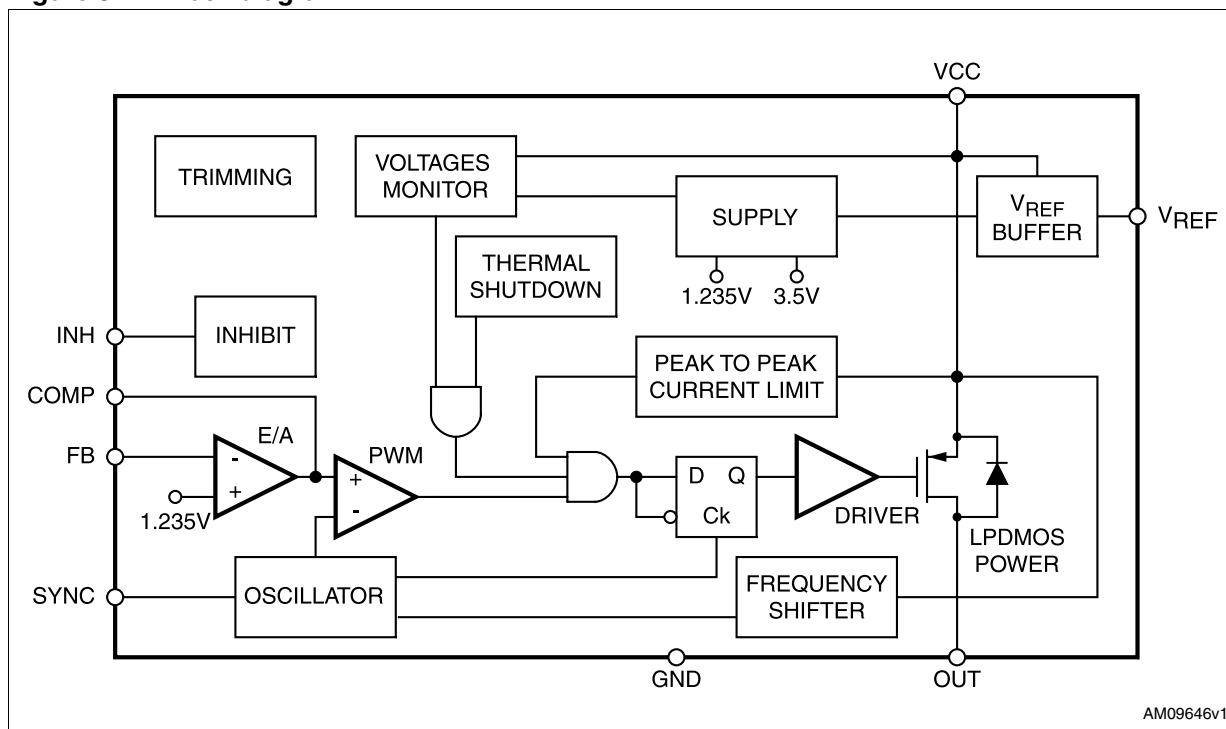 VCC
TRIMMING
VOLTAGES
MONITOR
SUPPLY
VREF
BUFFER
VREF
THERMAL
SHUTDOWN
1.235V
3.5V
INH
INHIBIT
PEAK TO PEAK
CURRENT LIMIT
COMP
E/A
FB
-
+
PWM
+
-
1.235V
D
Q
Ck
DRIVER
LPDMOS
POWER
SYNC
OSCILLATOR
FREQUENCY
SHIFTER
GND
OUT
AM09646v1